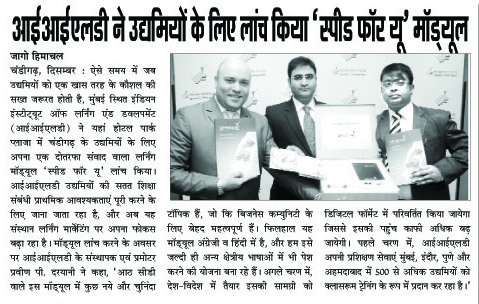 आईआईएलडी ने उद्यमियों के लिए लांच किया ‘स्पीड फॉर यू’ मॉड्यूल
जागो हिमाचल
चंडीगढ़, दिसम्बर : ऐसे समय में जब
उद्यमियों को एक खास तरह के कौशल की
सख्त जरूरत होती है, मुंबई स्थित इंडियन
इंस्टीट्यूट ऑफ लर्निंग एंड डवलपमेंट
(आईआईएलडी) ने यहां होटल पार्क
प्लाजा में चंडीगढ़ के उद्यमियों के लिए
अपना एक दोतरफा संवाद वाला लर्निंग
मॉड्यूल ‘स्पीड फॉर यू’ लांच किया।
आईआईएलडी उद्यमियों की सतत शिक्षा
संबंधी प्राथमिक आवश्यकताएं पूरी करने के
लिए जाना जाता रहा है, और अब यह
संस्थान लर्निंग मार्केटिंग पर अपना फोकस
बढ़ा रहा है। मॉड्यूल लांच करने के अवसर
पर आईआईएलडी के संस्थापक एवं प्रमोटर
प्रवीण पी. दरयानी ने कहा, ‘आठ सीडी
वाले इस मॉड्यूल में कुछ नये और चुनिंदा
टॉपिक हैं, जो कि बिजनेस कम्युनिटी के
लिए बेहद महत्वपूर्ण हैं। फिलहाल यह
मॉड्यूल अंग्रेजी व हिंदी में है, और हम इसे
जल्दी ही अन्य क्षेत्रीय भाषाओं में भी पेश
करने की योजना बना रहे हैं। अगले चरण में,
देश-विदेश में तैयार इसकी सामग्री को
डिजिटल फॉर्मेट में परिवर्तित किया जायेगा
जिससे इसकी पहुंच काफी अधिक बढ़
जायेगी। पहले चरण में, आईआईएलडी
अपनी प्रशिक्षण सेवाएं मुंबई, इंदौर, पुणे और
अहमदाबाद में 500 से अधिक उद्यमियों को
क्लासरूम ट्रेनिंग के रूप में प्रदान कर रहा है।’